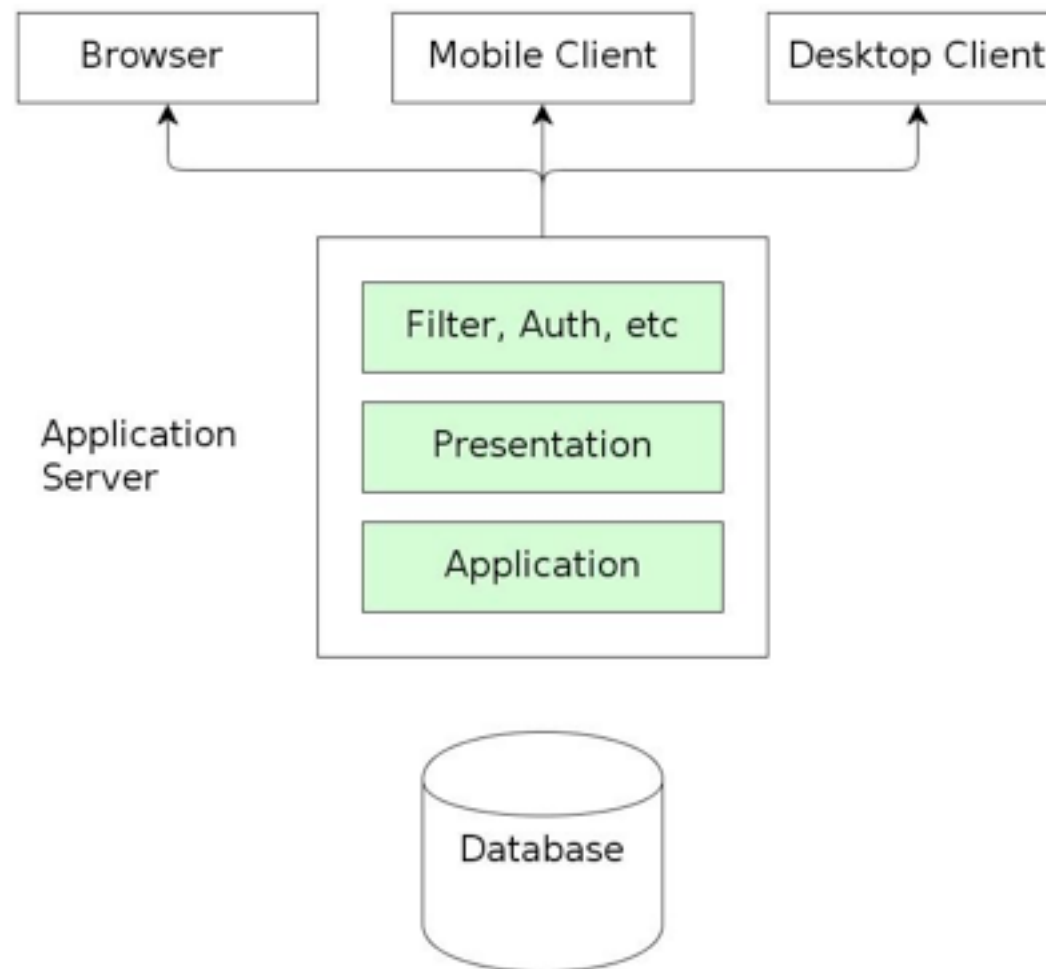 Browser
Mobile Client
Desktop Client
Filter, Auth, etc
Presentation
Application
Server
Application
Database